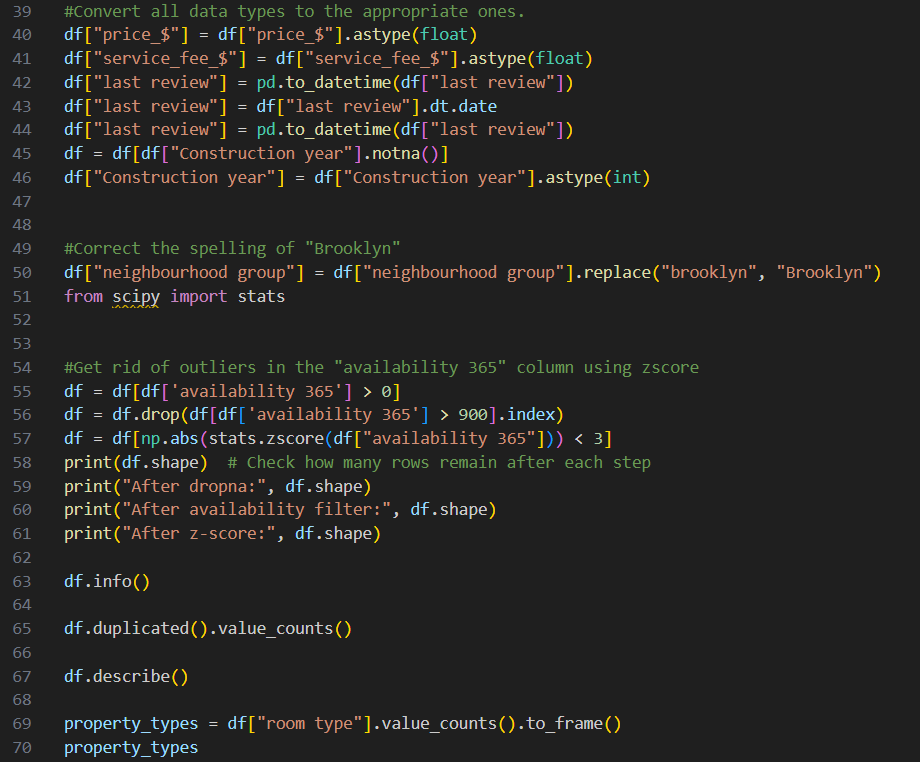 39 #Convert all data types to the appropriate ones.
40 df["price_$"] = df["price_$"].astype(float)
41 df["service_fee_$"] = df["service_fee_$"].astype(float)
42 df["last review"] = pd.to_datetime(df["last review"])
43 df["last review"] = df["last review"].dt.date
44 df["last review"] = pd.to_datetime(df["last review"])
45 df = df[df["Construction year"].notna()]
46 df["Construction year"] = df["Construction year"].astype(int)
47
48
49 #Correct the spelling of "Brooklyn"
50 df["neighbourhood group"] = df["neighbourhood group"].replace("brooklyn", "Brooklyn")
51 from scipy import stats
52
53
54 #Get rid of outliers in the "availability 365" column using zscore
55 df = df[df['availability 365'] > 0]
56 df = df.drop(df[df['availability 365'] > 900].index)
57 df = df[np.abs(stats.zscore(df["availability 365"])) < 3]
58 print(df.shape)  # Check how many rows remain after each step
59 print("After dropna:", df.shape)
60 print("After availability filter:", df.shape)
61 print("After z-score:", df.shape)
62
63 df.info()
64
65 df.duplicated().value_counts()
66
67 df.describe()
68
69 property_types = df["room type"].value_counts().to_frame()
70 property_types